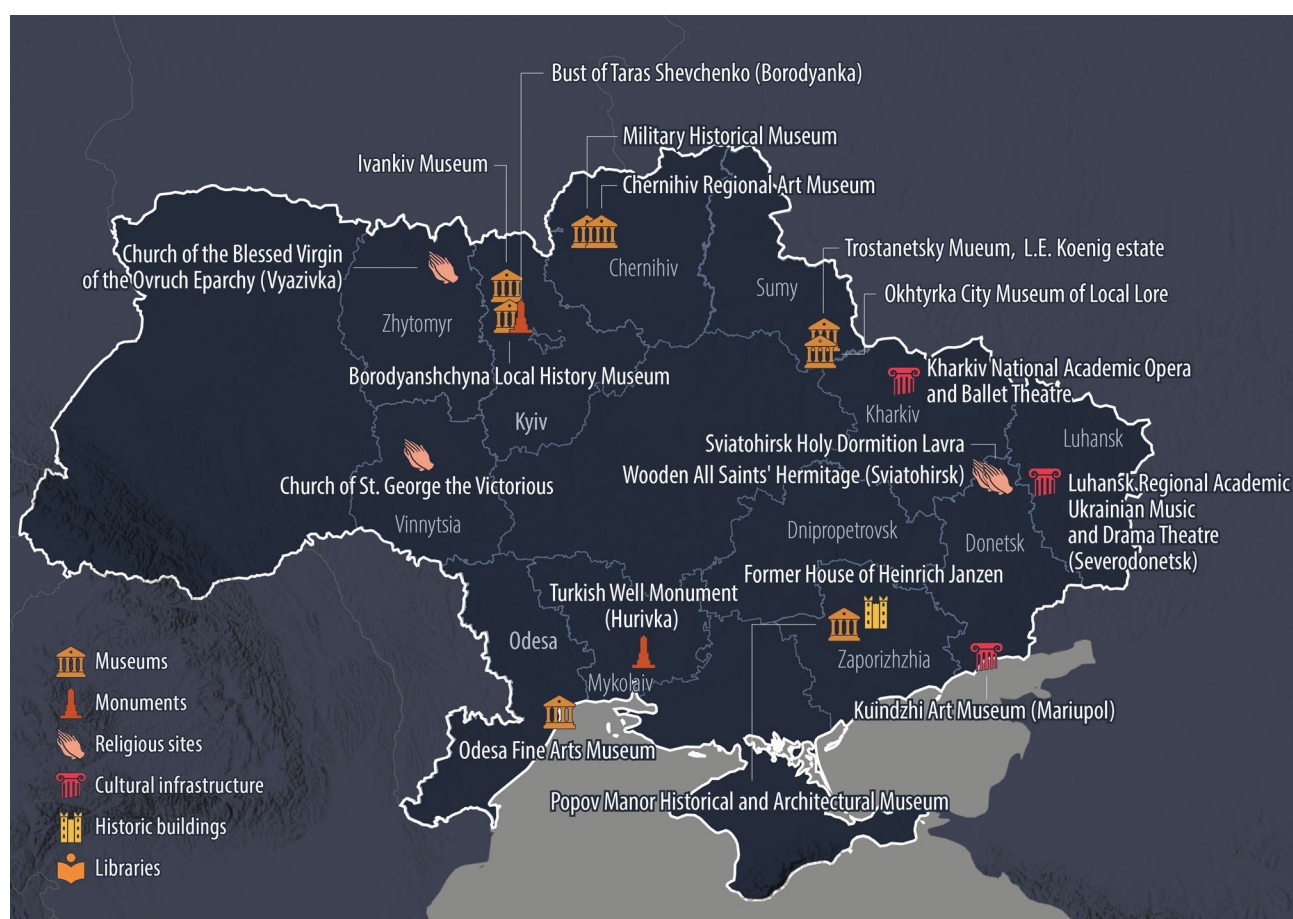 Bust of Taras Shevchenko (Borodyanka)
Military Historical Museum
Ivankiv Museum
Chernihiv Regional Art Museum
Church of the Blessed Virgin
of the Ovruch Eparchy (Vyazivka)
Chernihiv
Trostanetsky Mueum, L.E. Koenig estate
Sumy
Okhtyrka City Museum of Local Lore
Zhytomyr
Borodyanshchyna Local History Museum
Kharkiv National Academic Opera
and Ballet Theatre
Kyiv
Kharkiv
Luhansk
Sviatohirsk Holy Dormition Lavra
Wooden All Saints' Hermitage (Sviatohirsk)
Church of St. George the Victorious
Vinnytsia
Luhansk Regional Academic
Ukrainian Music
and Drama Theatre
(Severodonetsk)
Dnipropetrovsk
Donetsk
Former House of Heinrich Janzen
Turkish Well Monument
(Hurivka)
Odesa
Zaporizhzhia
Mykolaiv
Kuindzhi Art Museum (Mariupol)
Odesa Fine Arts Museum
Popov Manor Historical and Architectural Museum
Museums
Monuments
Religious sites
Cultural infrastructure
Historic buildings
Libraries